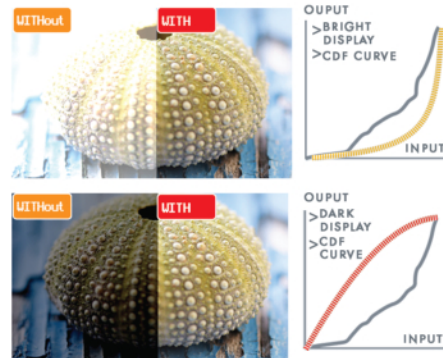 WITHout
WITH
OUPUT
> BRIGHT
DISPLAY
> CDF CURVE
INPUT
WITHout
WITH
OUPUT
> DARK
DISPLAY
> CDF
CURVE
INPUT